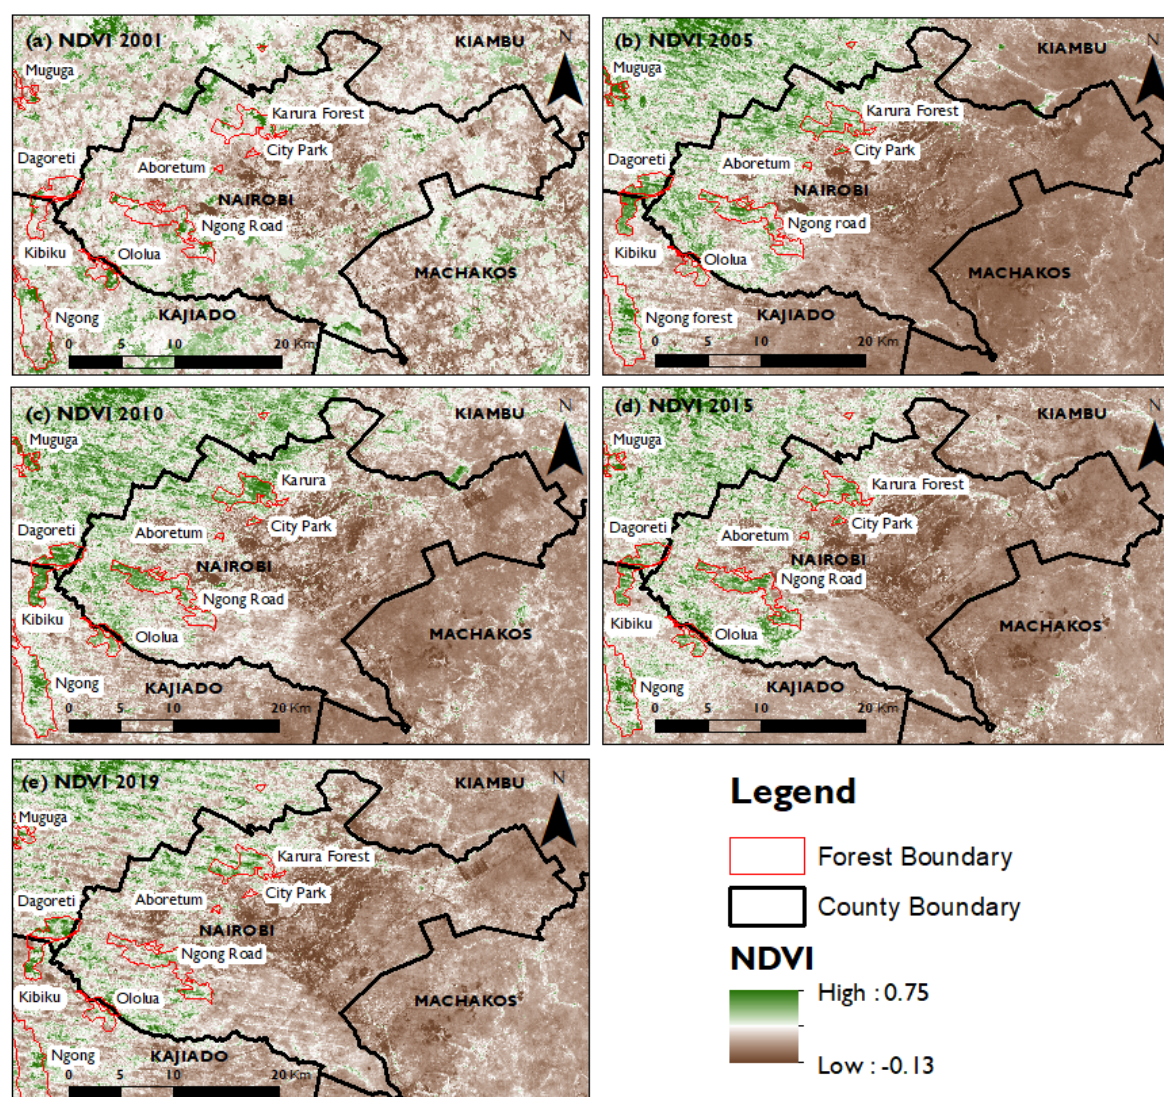 (a) NDVI 2001
KIAMBU
N
Muguga
Karura Forest
City Park
Dagoreti
Aboretum
NAIROBI
Ngong Road
Kibiku
Ololua
MACHAKOS
Ngong
KAJIADO
0 5 10 20 Km
(b) NDVI 2005
KIAMBU
N
Muguga
Karura Forest
City Park
Dagoreti
Aboretum
NAIROBI
Ngong road
Kibiku
Ololua
MACHAKOS
Ngong forest
KAJIADO
0 5 10 20 Km
(c) NDVI 2010
KIAMBU
N
Muguga
Karura
City Park
Dagoreti
Aboretum
NAIROBI
Ngong Road
Kibiku
Ololua
MACHAKOS
Ngong
KAJIADO
0 5 10 20 Km
(d) NDVI 2015
KIAMBU
N
Muguga
Karura Forest
City Park
Dagoreti
Aboretum
NAIROBI
Ngong Road
Kibiku
Ololua
MACHAKOS
Ngong
KAJIADO
0 5 10 20 Km
(e) NDVI 2019
KIAMBU
N
Muguga
Karura Forest
City Park
Dagoreti
Aboretum
NAIROBI
Ngong Road
Kibiku
Ololua
MACHAKOS
Ngong
KAJIADO
0 5 10 20 Km
Legend
Forest Boundary
County Boundary
NDVI
High : 0.75
Low : -0.13